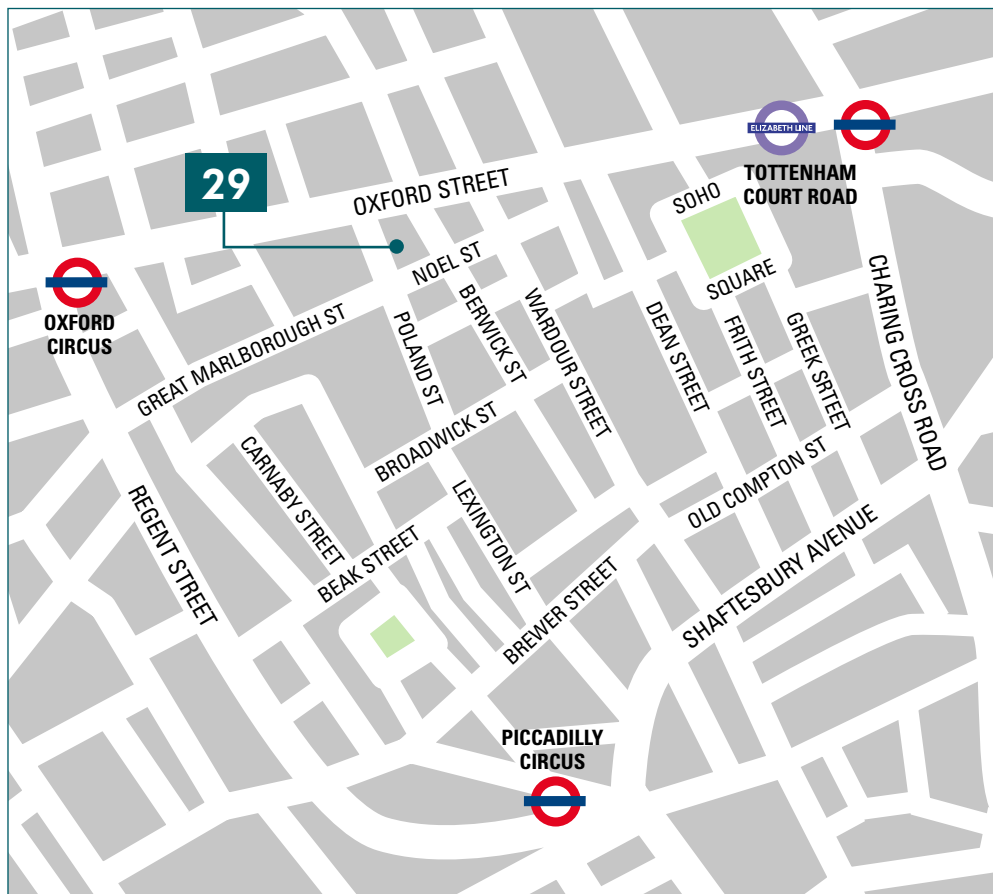 ELIZABETH LINE
TOTTENHAM
COURT ROAD
29
OXFORD STREET
SOHO
SQUARE
NOEL ST
OXFORD
CIRCUS
GREAT MARLBOROUGH ST
POLAND ST
BERWICK ST
WARDOUR STREET
DEAN STREET
FRITH STREET
GREEK SRTEET
CHARING CROSS ROAD
BROADWICK ST
CARNABY STREET
REGENT STREET
BEAK STREET
LEXINGTON ST
OLD COMPTON ST
BREWER STREET
SHAFTESBURY AVENUE
PICCADILLY
CIRCUS